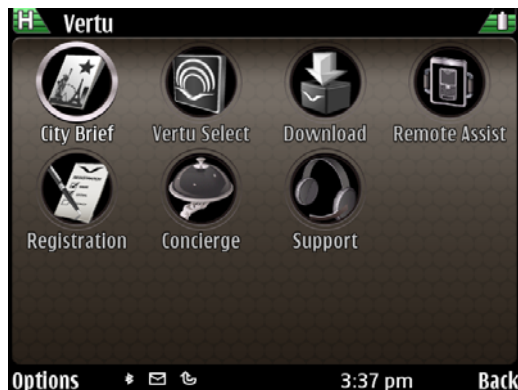 H Vertu
City Brief Vertu Select Download Remote Assist
Registration Concierge Support
Options 3:37 pm Back